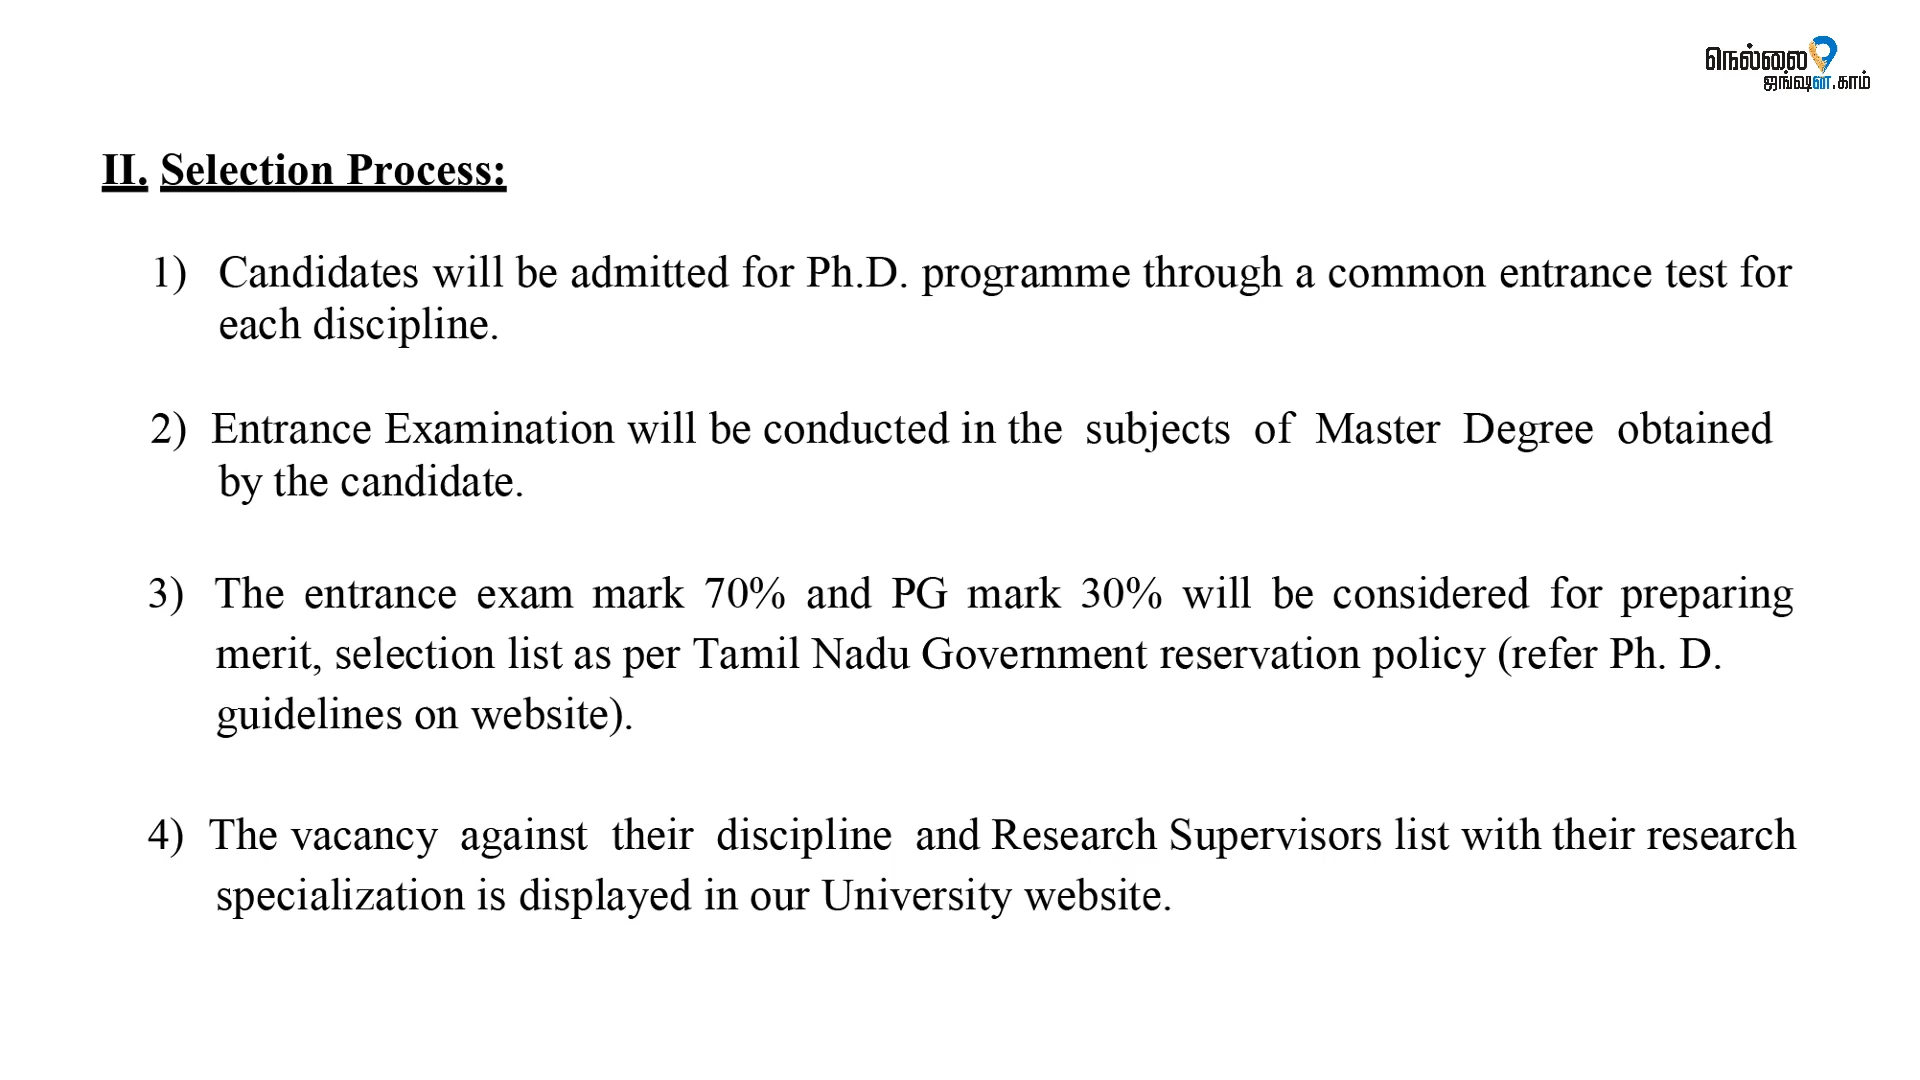 நெல்லை
ஜங்ஷன்.காம்
II. Selection Process:
1) Candidates will be admitted for Ph.D. programme through a common entrance test for
each discipline.
2) Entrance Examination will be conducted in the subjects of Master Degree obtained
by the candidate.
3) The entrance exam mark 70% and PG mark 30% will be considered for preparing
merit, selection list as per Tamil Nadu Government reservation policy (refer Ph. D.
guidelines on website).
4) The vacancy against their discipline and Research Supervisors list with their research
specialization is displayed in our University website.